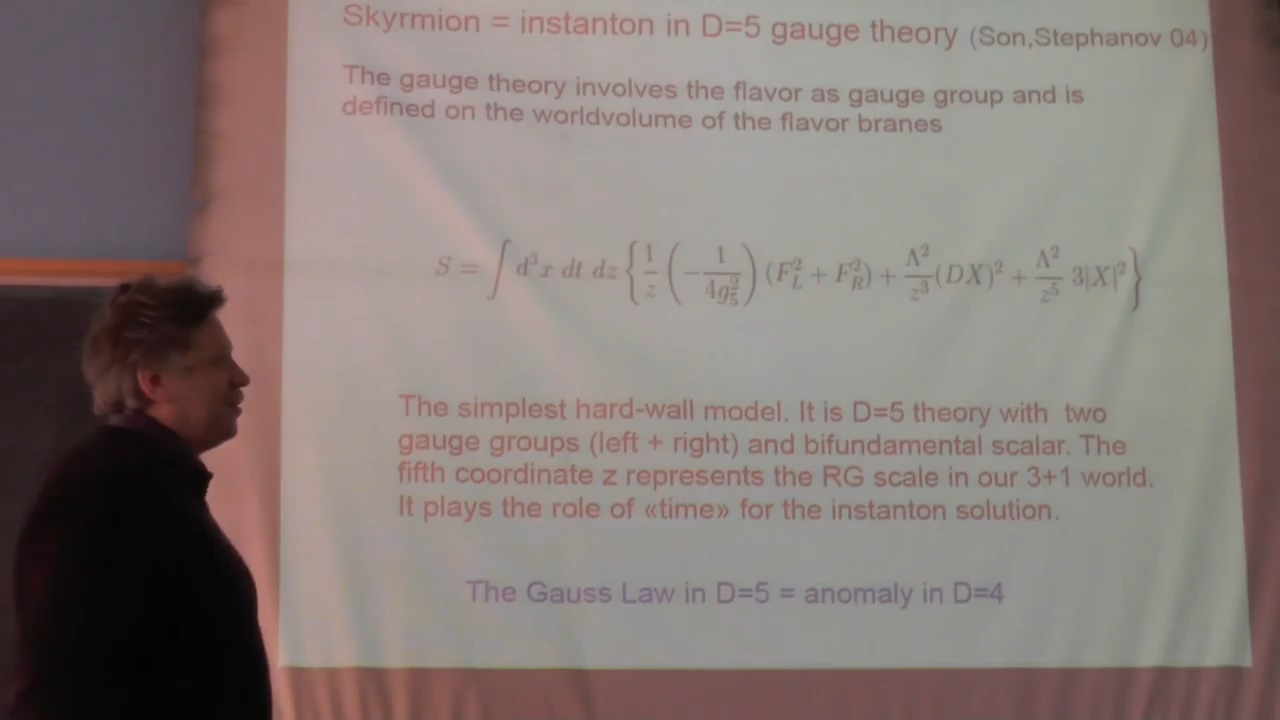 Skyrmion = instanton in D=5 gauge theory (Son,Stephanov 04)
The gauge theory involves the flavor as gauge group and is
defined on the worldvolume of the flavor branes
S = ∫ d³x dt dz { 1/z ( − 1/4g₅² ) (F_L² + F_R²) + Λ²/z³ (DX)² + Λ²/z⁵ 3|X|² }
The simplest hard-wall model. It is D=5 theory with two
gauge groups (left + right) and bifundamental scalar. The
fifth coordinate z represents the RG scale in our 3+1 world.
It plays the role of «time» for the instanton solution.
The Gauss Law in D=5 = anomaly in D=4